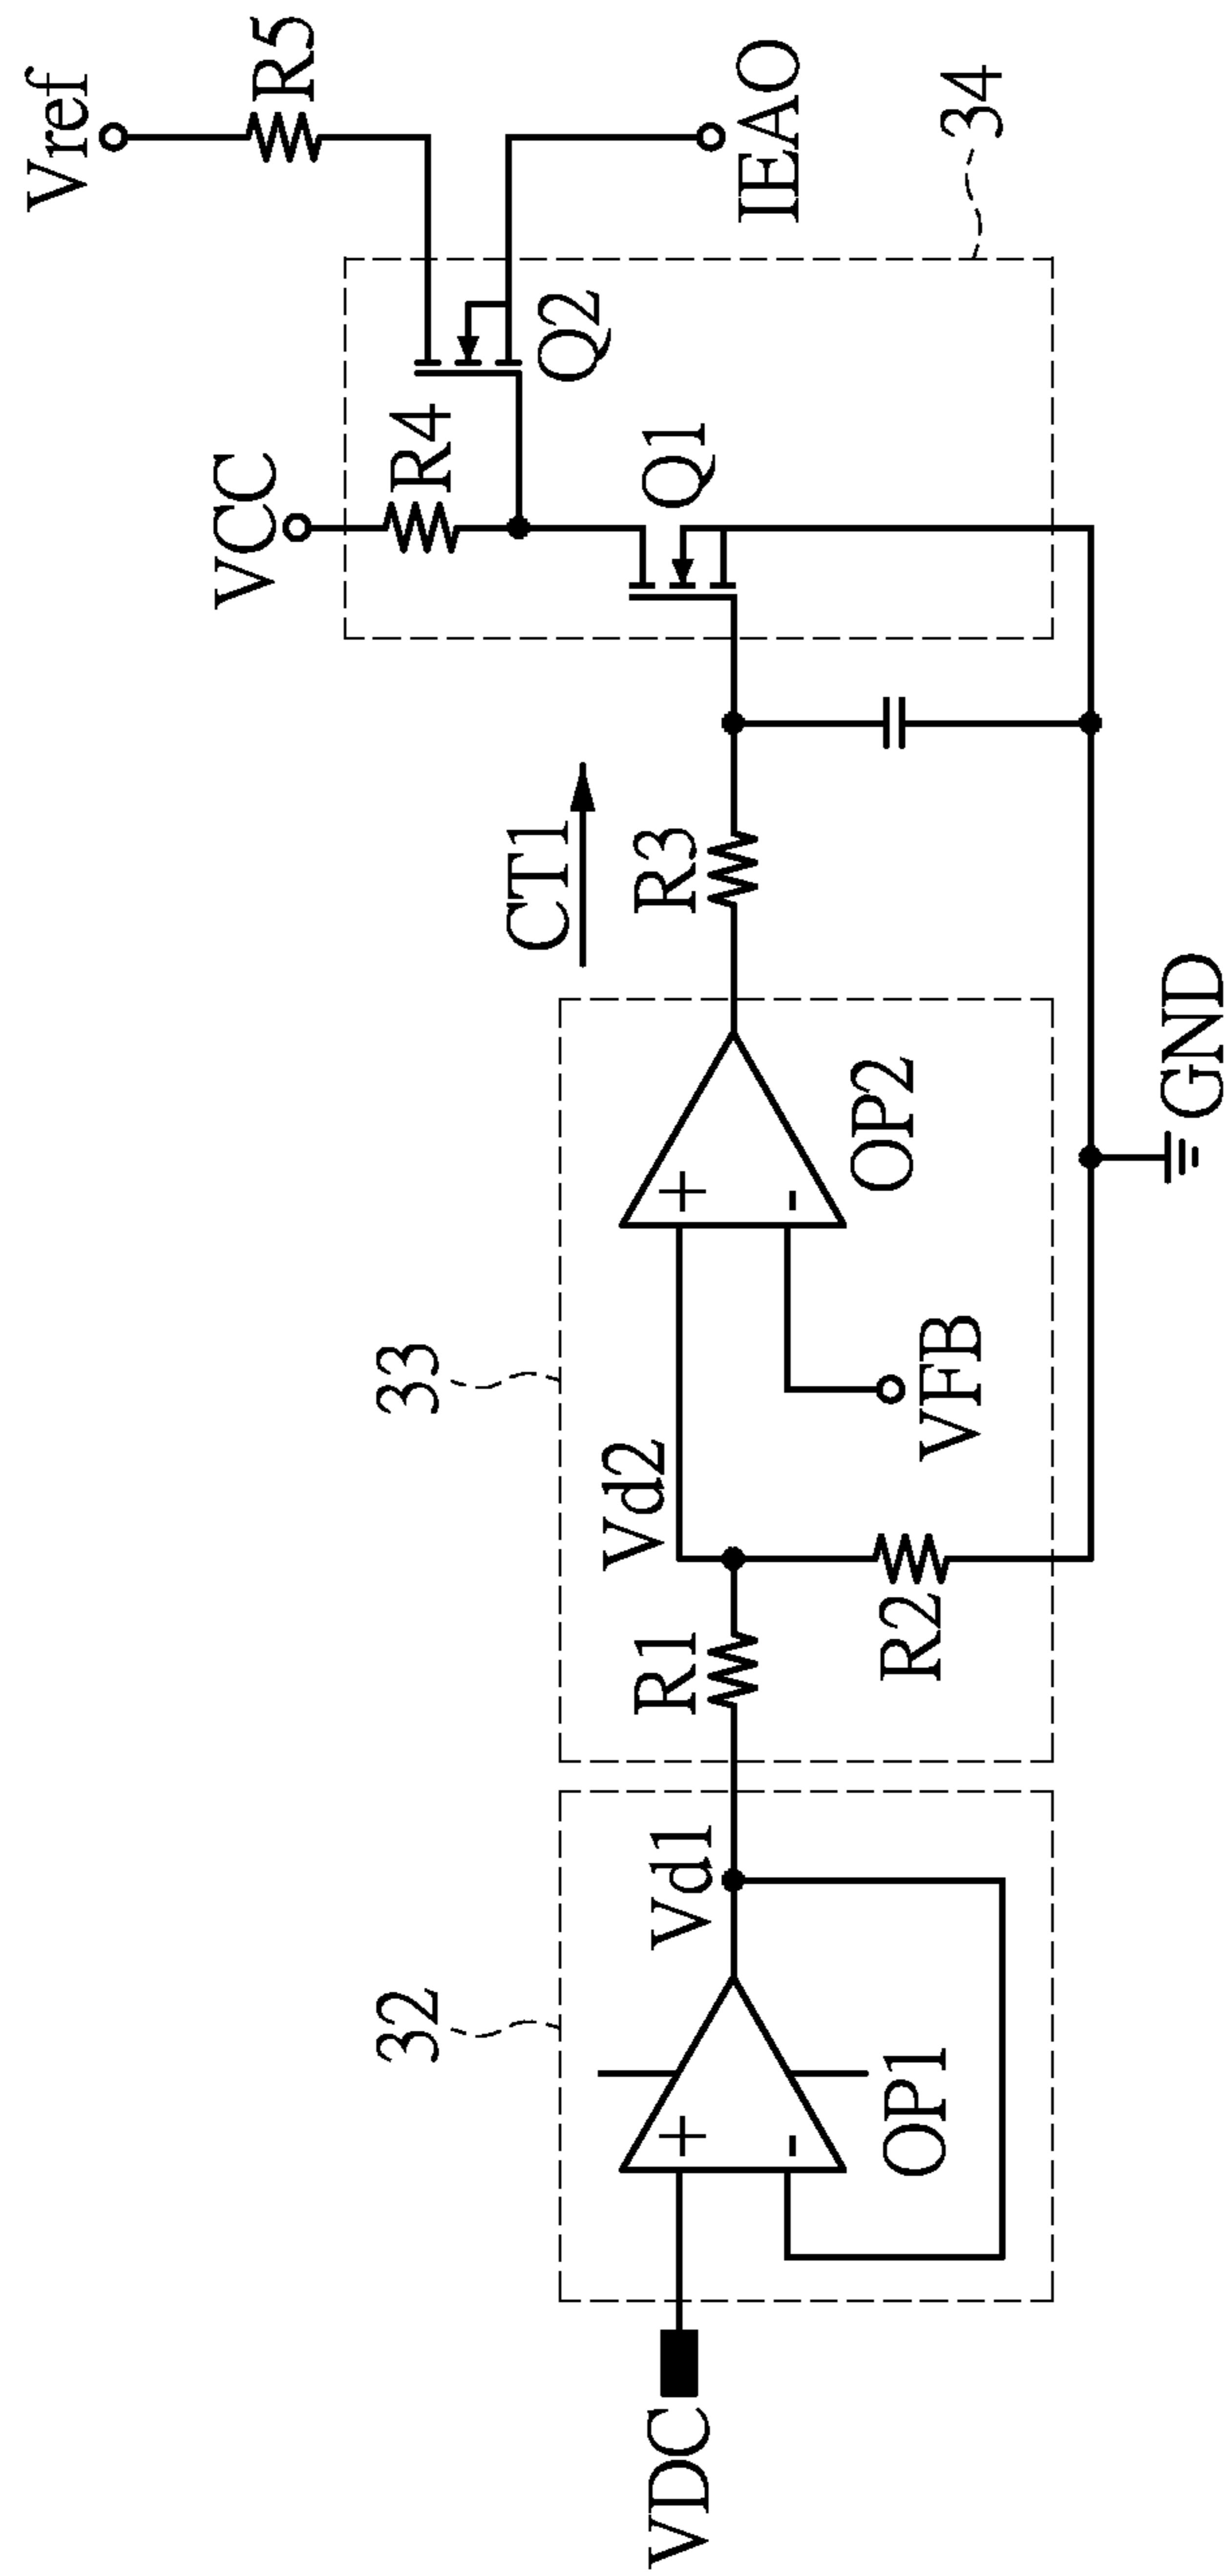 Vref
R5
VCC
R4
Q2
IEAO
34
Q1
CT1
R3
33
OP2
Vd2
VFB
GND
R1
R2
32
Vd1
OP1
VDC
+
-
+
-